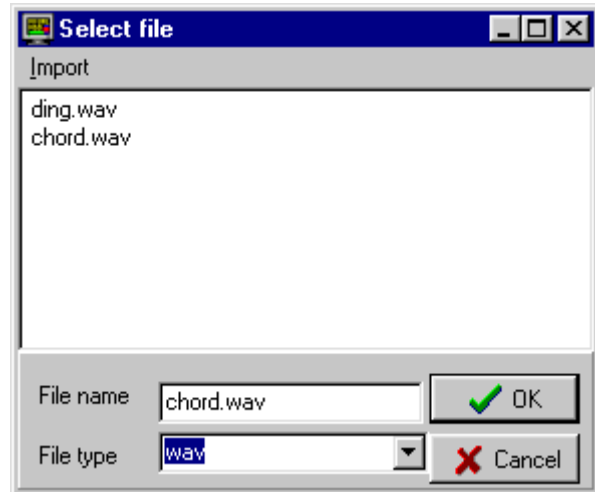 Select file
Import
ding.wav
chord.wav
File name chord.wav OK
File type wav Cancel